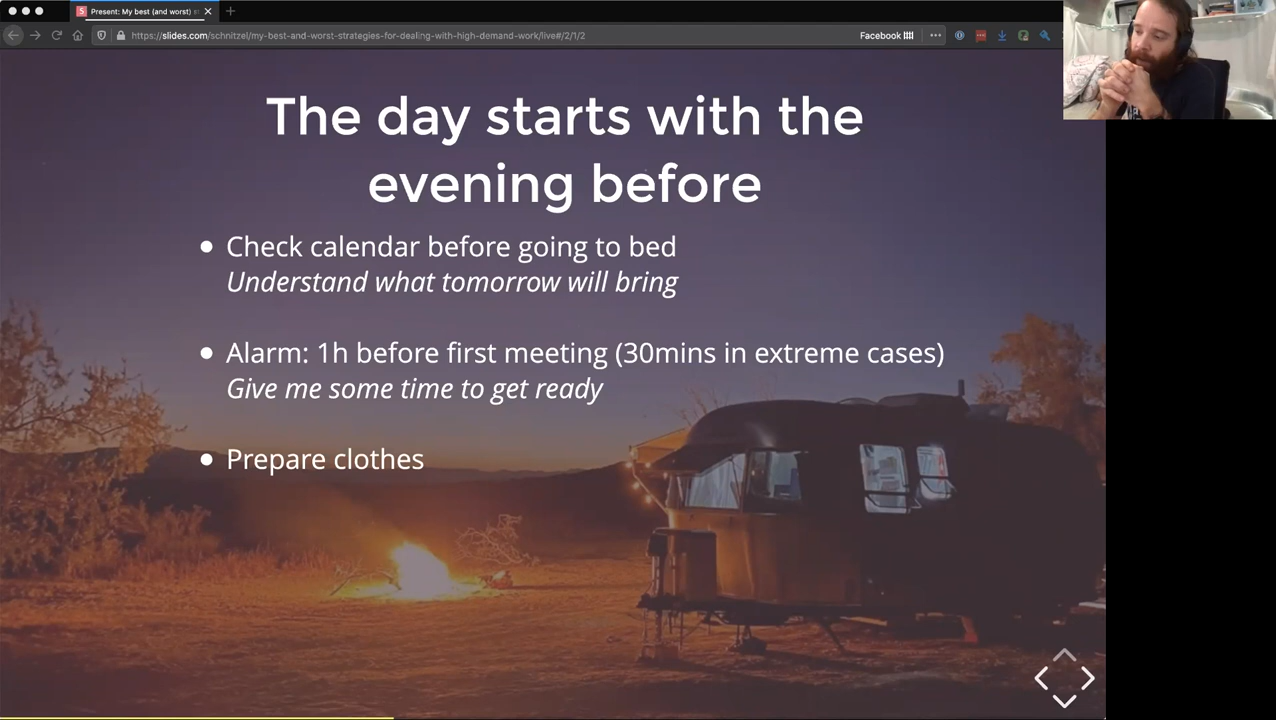 Present: My best (and worst)
https://slides.com/schnitzel/my-best-and-worst-strategies-for-dealing-with-high-demand-work/live#/2/1/2
Facebook
The day starts with the
evening before
Check calendar before going to bed
Understand what tomorrow will bring
Alarm: 1h before first meeting (30mins in extreme cases)
Give me some time to get ready
Prepare clothes